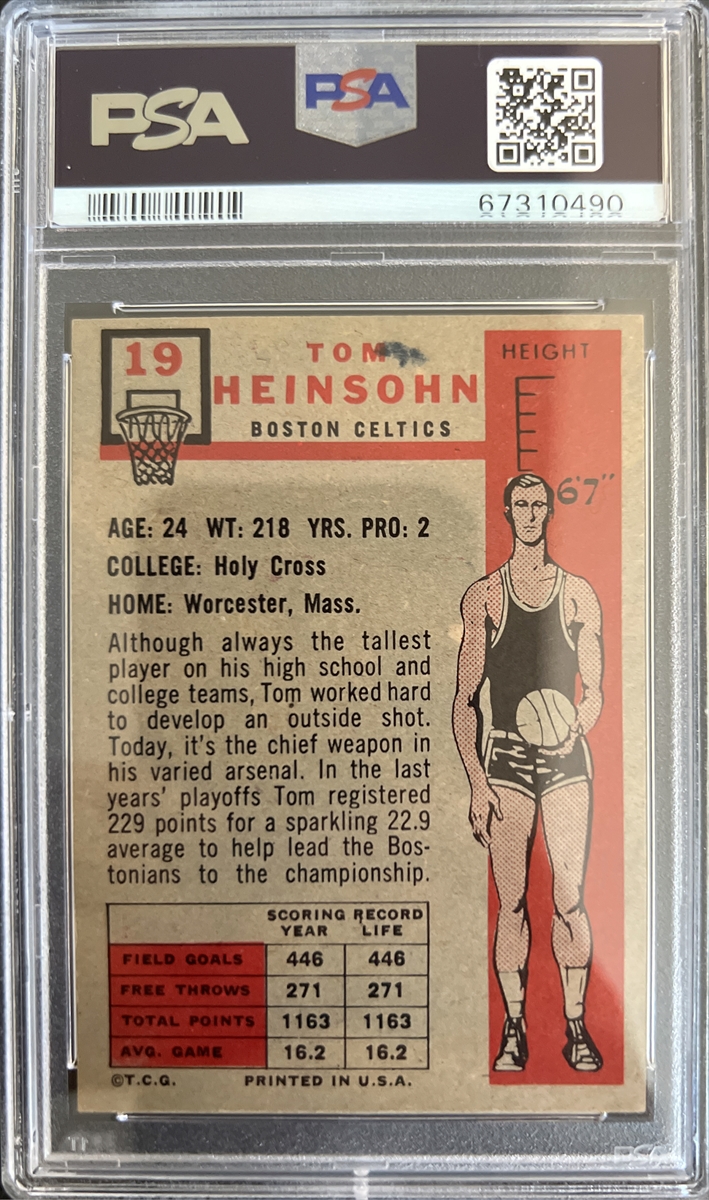 PSA
PSA
67310490
19
TOM
HEINSOHN
BOSTON CELTICS
HEIGHT
6'7"
AGE: 24 WT: 218 YRS. PRO: 2
COLLEGE: Holy Cross
HOME: Worcester, Mass.
Although always the tallest
player on his high school and
college teams, Tom worked hard
to develop an outside shot.
Today, it's the chief weapon in
his varied arsenal. In the last
years' playoffs Tom registered
229 points for a sparkling 22.9
average to help lead the Bos-
tonians to the championship.
SCORING RECORD
YEAR LIFE
FIELD GOALS 446 446
FREE THROWS 271 271
TOTAL POINTS 1163 1163
AVG. GAME 16.2 16.2
©T.C.G. PRINTED IN U.S.A.
PSA